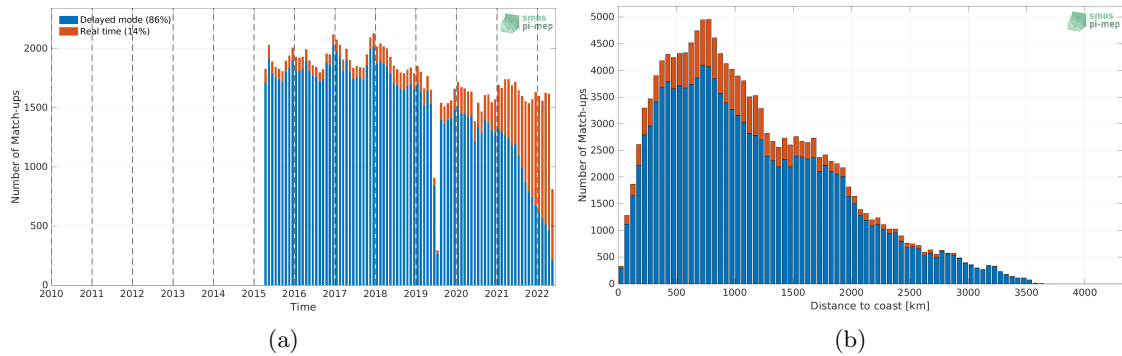 Delayed mode (86%)
Real time (14%)
smos
pi-mep
2000
1500
1000
500
0
Number of Match-ups
2010 2011 2012 2013 2014 2015 2016 2017 2018 2019 2020 2021 2022
Time
(a)
smos
pi-mep
5000
4500
4000
3500
3000
2500
2000
1500
1000
500
0
Number of Match-ups
0 500 1000 1500 2000 2500 3000 3500 4000
Distance to coast [km]
(b)